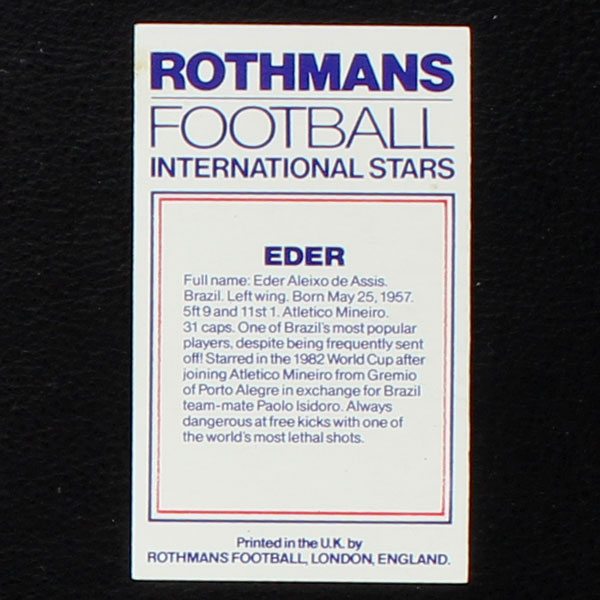 ROTHMANS
FOOTBALL
INTERNATIONAL STARS
EDER
Full name: Eder Aleixo de Assis.
Brazil. Left wing. Born May 25, 1957.
5ft 9 and 11st 1. Atletico Mineiro.
31 caps. One of Brazil's most popular
players, despite being frequently sent
off! Starred in the 1982 World Cup after
joining Atletico Mineiro from Gremio
of Porto Alegre in exchange for Brazil
team-mate Paolo Isidoro. Always
dangerous at free kicks with one of
the world's most lethal shots.
Printed in the U.K. by
ROTHMANS FOOTBALL, LONDON, ENGLAND.